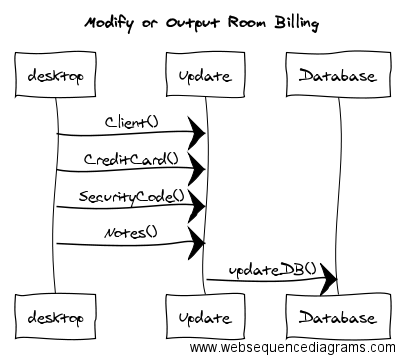 Modify or Output Room Billing
desktop Update Database
Client()
CreditCard()
SecurityCode()
Notes()
updateDB()
desktop Update Database
www.websequencediagrams.com